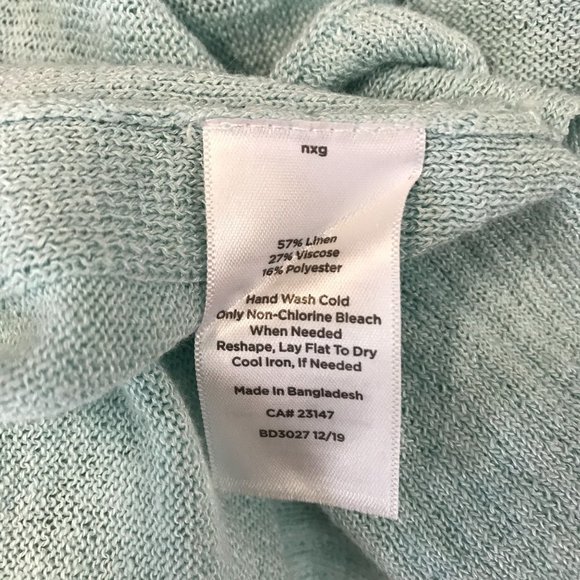 nxg
57% Linen
27% Viscose
16% Polyester
Hand Wash Cold
Only Non-Chlorine Bleach
When Needed
Reshape, Lay Flat To Dry
Cool Iron, If Needed
Made In Bangladesh
CA# 23147
BD3027 12/19